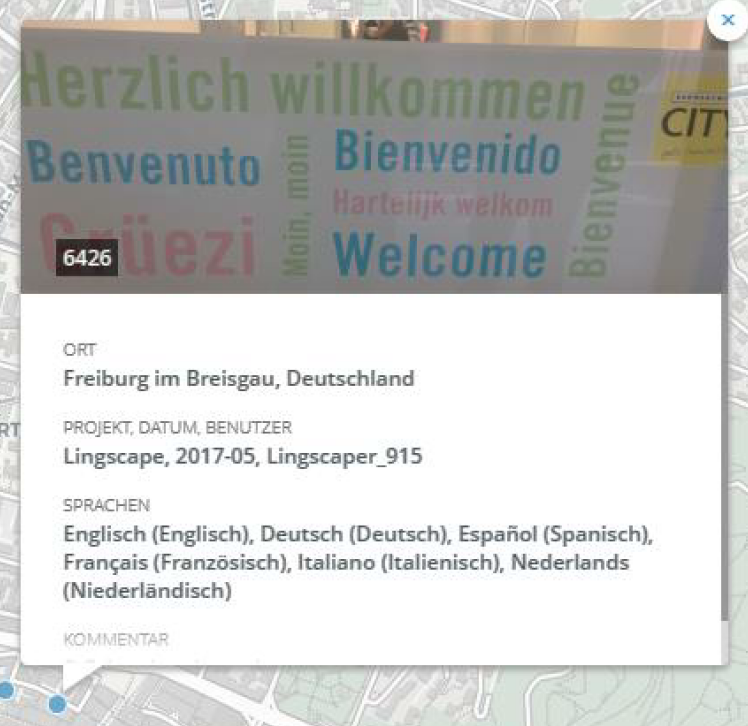 Herzlich willkommen
Benvenuto
Moin, moin
Bienvenido
Hartelijk welkom
Grüezi
Welcome
Bienvenue
CITY
6426
ORT
Freiburg im Breisgau, Deutschland
PROJEKT, DATUM, BENUTZER
Lingscape, 2017-05, Lingscaper_915
SPRACHEN
Englisch (Englisch), Deutsch (Deutsch), Español (Spanisch),
Français (Französisch), Italiano (Italienisch), Nederlands
(Niederländisch)
KOMMENTAR
RT